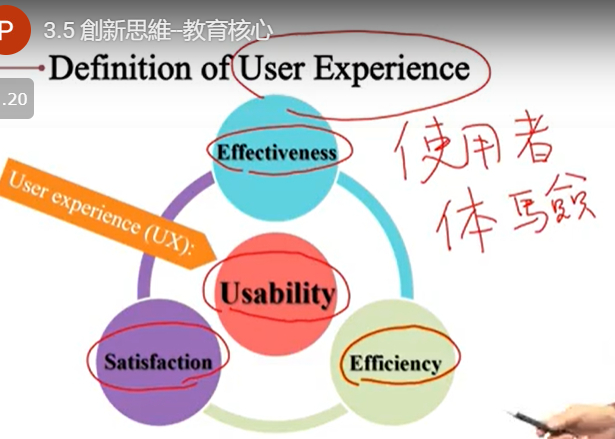 P
3.5 創新思維--教育核心
Definition of User Experience
.20
Effectiveness
使用者
体驗
User experience (UX):
Usability
Satisfaction
Efficiency